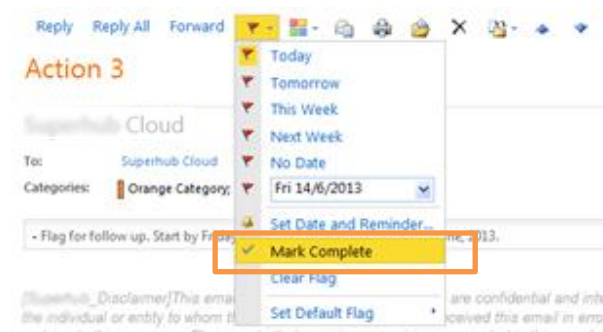 Reply Reply All Forward
Today
Action 3
Tomorrow
This Week
Cloud
Next Week
To: Superhub Cloud
No Date
Categories: Orange Category;
Fri 14/6/2013
Set Date and Reminder...
- Flag for follow up. Start by Friday 2013.
Mark Complete
Clear Flag
Disclaimer]This ema are confidential and inte
Set Default Flag
the individual or entity to whom t ceived this email in erro